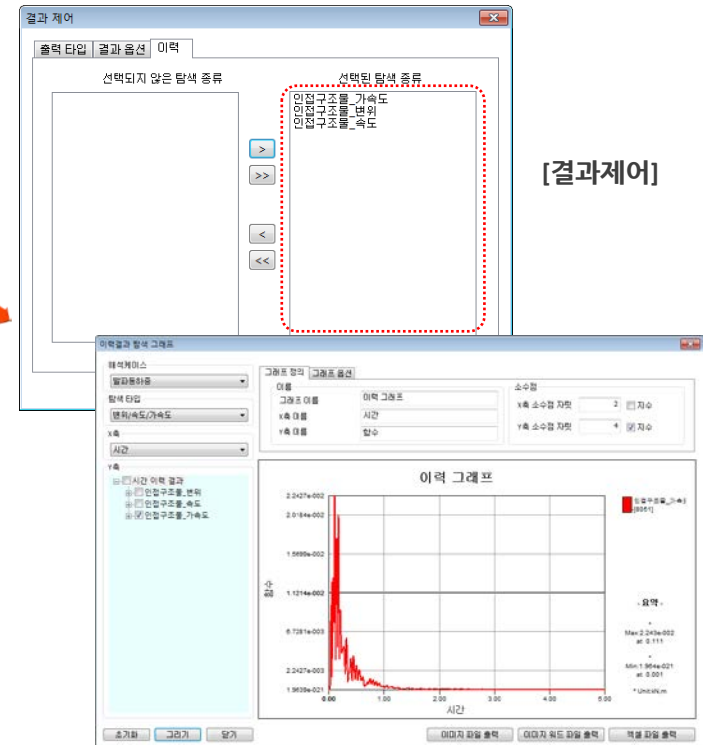 결과 제어
출력 타입 결과 옵션 이력
선택되지 않은 탐색 종류 선택된 탐색 종류
인접구조물_가속도
인접구조물_변위
인접구조물_속도
>
>>
<
<<
[결과제어]
이력결과 탐색 그래프
해석케이스
발파동하중
탐색 타입
변위/속도/가속도
X축
시간
Y축
시간 이력 결과
인접구조물_변위
인접구조물_속도
인접구조물_가속도
그래프 정의 그래프 옵션
이름
그래프 이름 이력 그래프
X축 이름 시간
Y축 이름 함수
소수점
X축 소수점 자릿 2 지수
Y축 소수점 자릿 4 지수
이력 그래프
2.2427e-002
2.0184e-002
1.5699e-002
1.1214e-002
6.7281e-003
2.2427e-003
1.9639e-021
함수
0.00 1.00 2.00 3.00 4.00 5.00
시간
인접구조물_가속도
-요약-
Max:2.243e-002
at 0.111
Min:1.964e-021
at 0.001
* Unit:kN,m
초기화 그리기 닫기
이미지 파일 출력 이미지 워드 파일 출력 엑셀 파일 출력